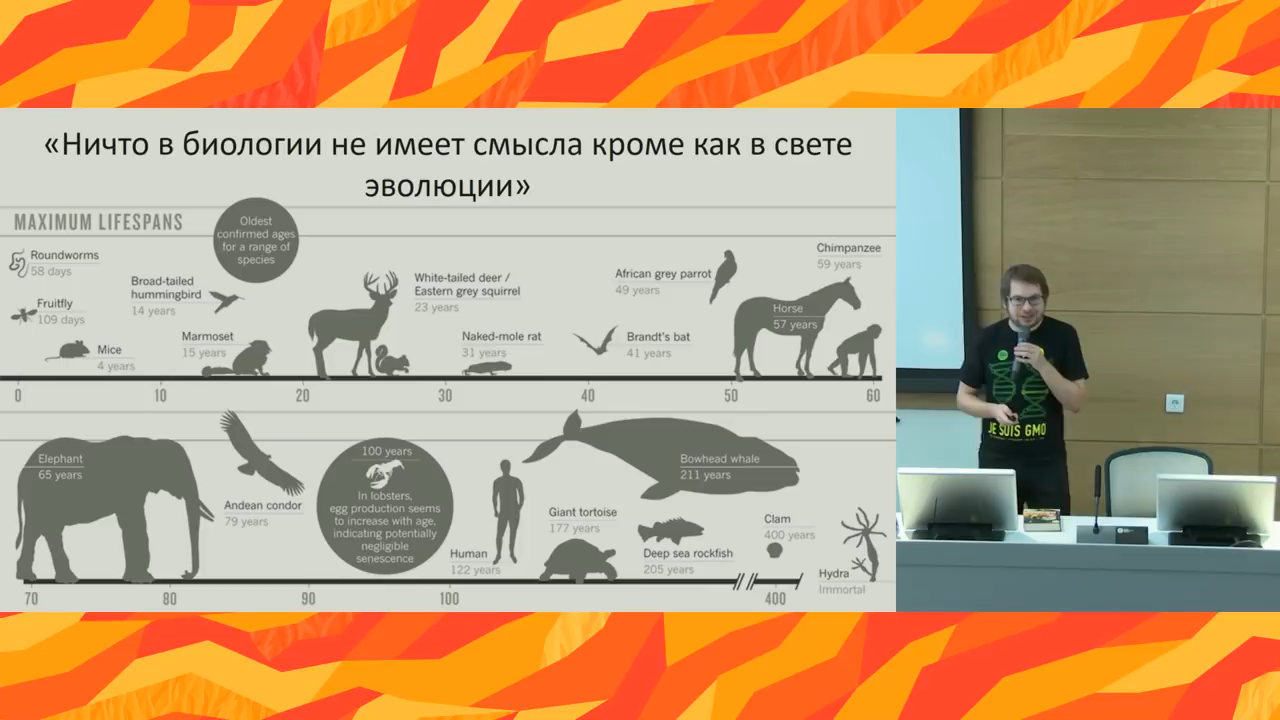 «Ничто в биологии не имеет смысла кроме как в свете
эволюции»
MAXIMUM LIFESPANS
Oldest
confirmed ages
for a range of
species
Roundworms
58 days
Fruitfly
109 days
Mice
4 years
Broad-tailed
hummingbird
14 years
Marmoset
15 years
White-tailed deer /
Eastern grey squirrel
23 years
Naked-mole rat
31 years
African grey parrot
49 years
Brandt's bat
41 years
Horse
57 years
Chimpanzee
59 years
0 10 20 30 40 50 60
Elephant
65 years
Andean condor
79 years
100 years
In lobsters,
egg production seems
to increase with age,
indicating potentially
negligible
senescence
Human
122 years
Giant tortoise
177 years
Bowhead whale
211 years
Deep sea rockfish
205 years
Clam
400 years
Hydra
Immortal
70 80 90 100 400
JE SUIS GMO